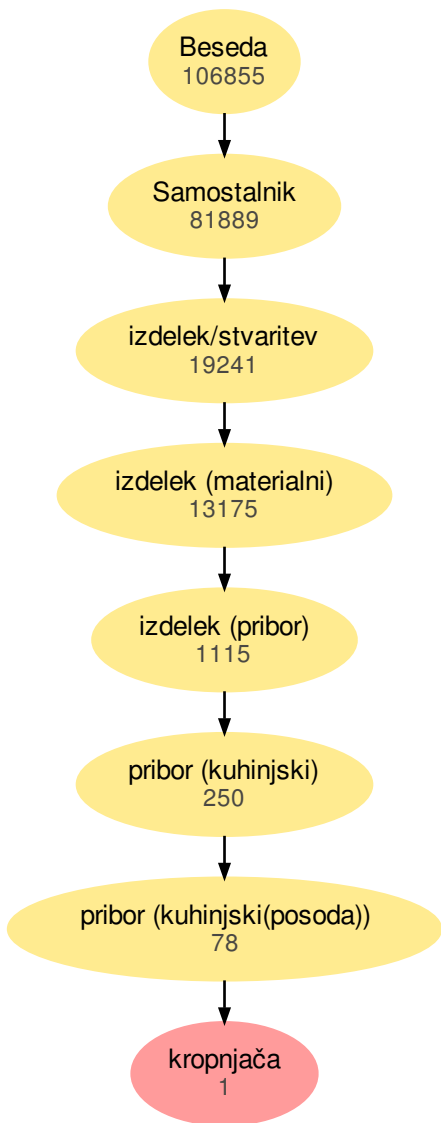 Beseda
106855
Samostalnik
81889
izdelek/stvaritev
19241
izdelek (materialni)
13175
izdelek (pribor)
1115
pribor (kuhinjski)
250
pribor (kuhinjski(posoda))
78
kropnjača
1